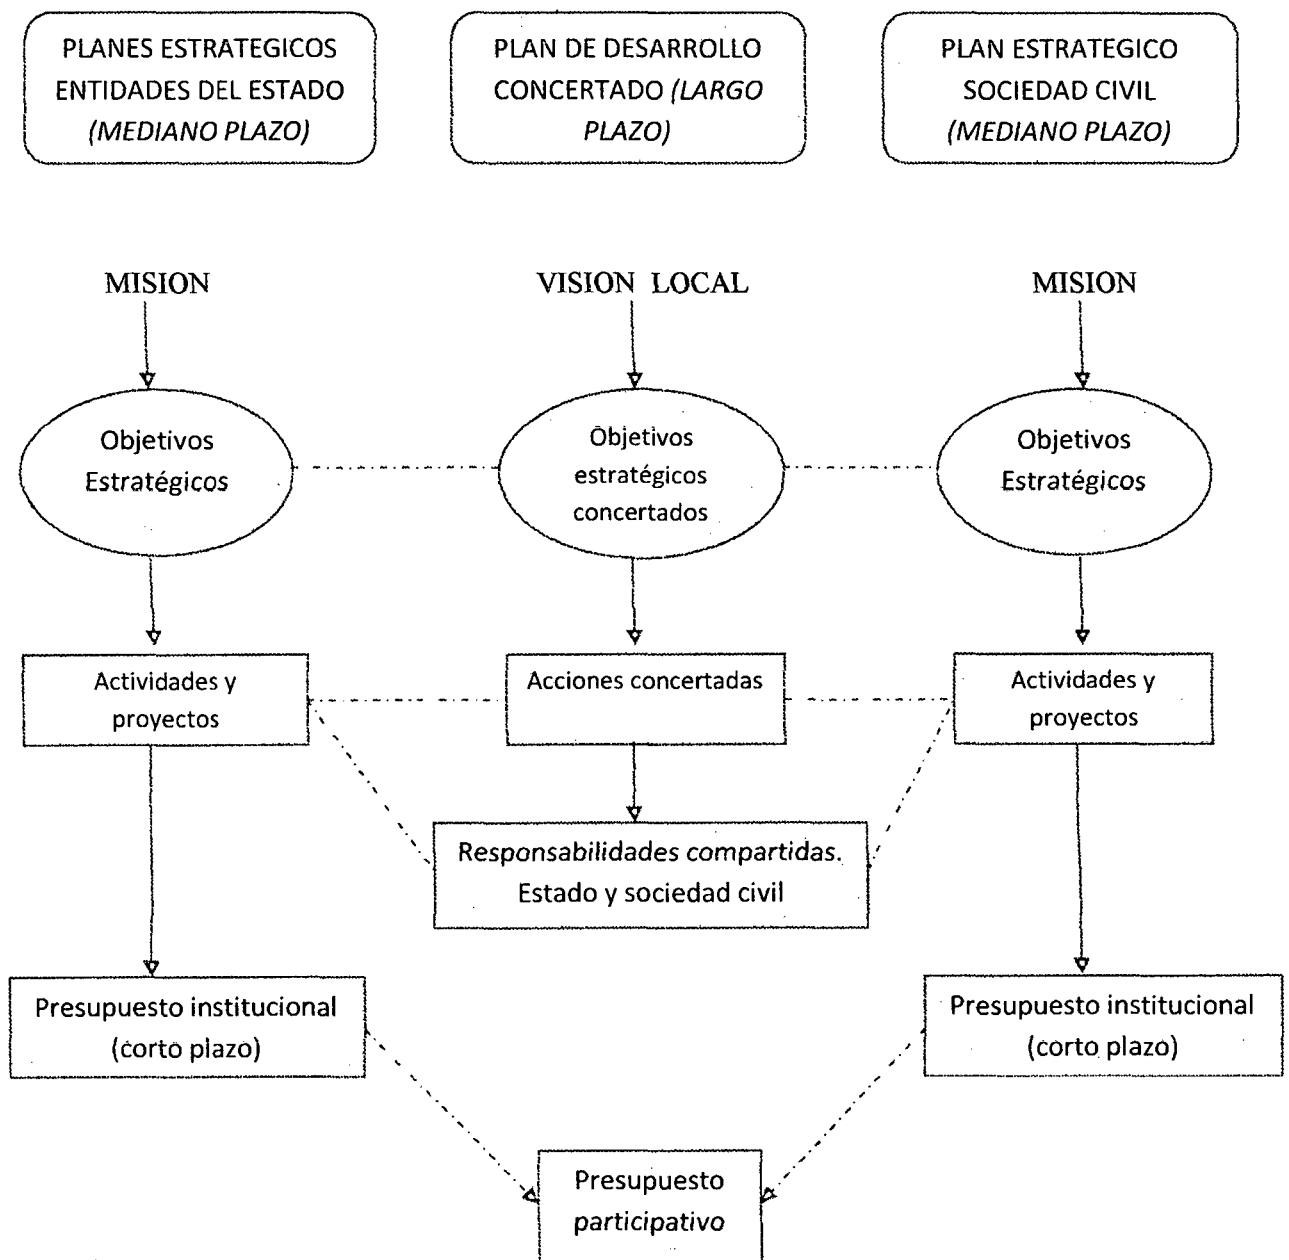 PLANES ESTRATEGICOS
ENTIDADES DEL ESTADO
(MEDIANO PLAZO)
PLAN DE DESARROLLO
CONCERTADO (LARGO
PLAZO)
PLAN ESTRATEGICO
SOCIEDAD CIVIL
(MEDIANO PLAZO)
MISION
VISION LOCAL
MISION
Objetivos
Estratégicos
Objetivos
estratégicos
concertados
Objetivos
Estratégicos
Actividades y
proyectos
Acciones concertadas
Actividades y
proyectos
Responsabilidades compartidas.
Estado y sociedad civil
Presupuesto institucional
(corto plazo)
Presupuesto institucional
(corto plazo)
Presupuesto
participativo